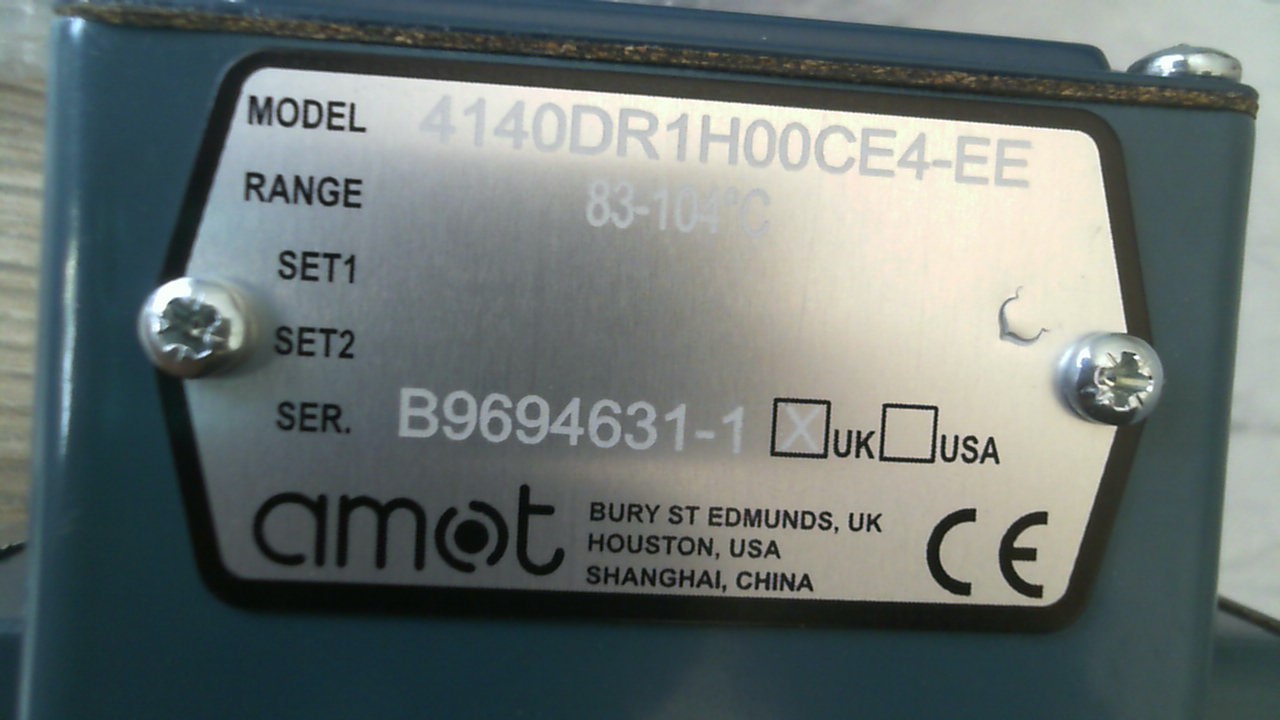 MODEL 4140DR1H00CE4-EE
RANGE 83-104°C
SET1
SET2
SER. B9694631-1 X UK USA
amot
BURY ST EDMUNDS, UK
HOUSTON, USA
SHANGHAI, CHINA
CE